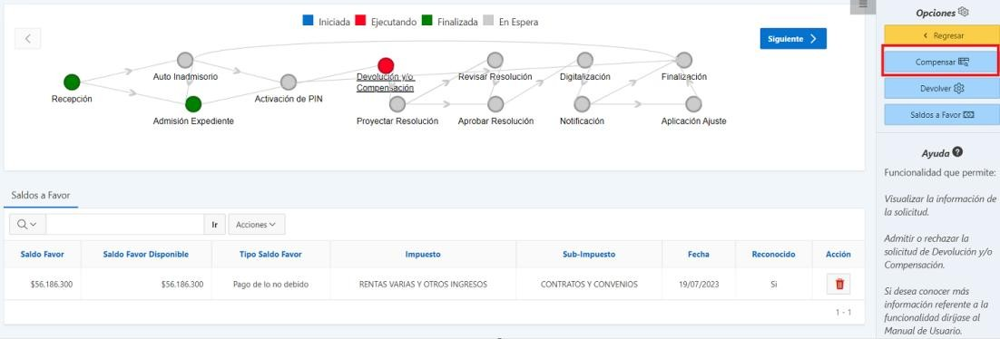 Iniciada Ejecutando Finalizada En Espera
Siguiente
Recepción
Auto Inadmisorio
Admisión Expediente
Activación de PIN
Devolución y/o
Compensación
Proyectar Resolución
Revisar Resolución
Aprobar Resolución
Digitalización
Notificación
Finalización
Aplicación Ajuste
Saldos a Favor
Ir Acciones
Saldo Favor Saldo Favor Disponible Tipo Saldo Favor Impuesto Sub-Impuesto Fecha Reconocido Acción
$56.186.300 $56.186.300 Pago de lo no debido RENTAS VARIAS Y OTROS INGRESOS CONTRATOS Y CONVENIOS 19/07/2023 Si
1 - 1
Opciones
Regresar
Compensar
Devolver
Saldos a Favor
Ayuda
Funcionalidad que permite:
Visualizar la información de
la solicitud.
Admitir o rechazar la
solicitud de Devolución y/o
Compensación.
Si desea conocer más
información referente a la
funcionalidad diríjase al
Manual de Usuario.